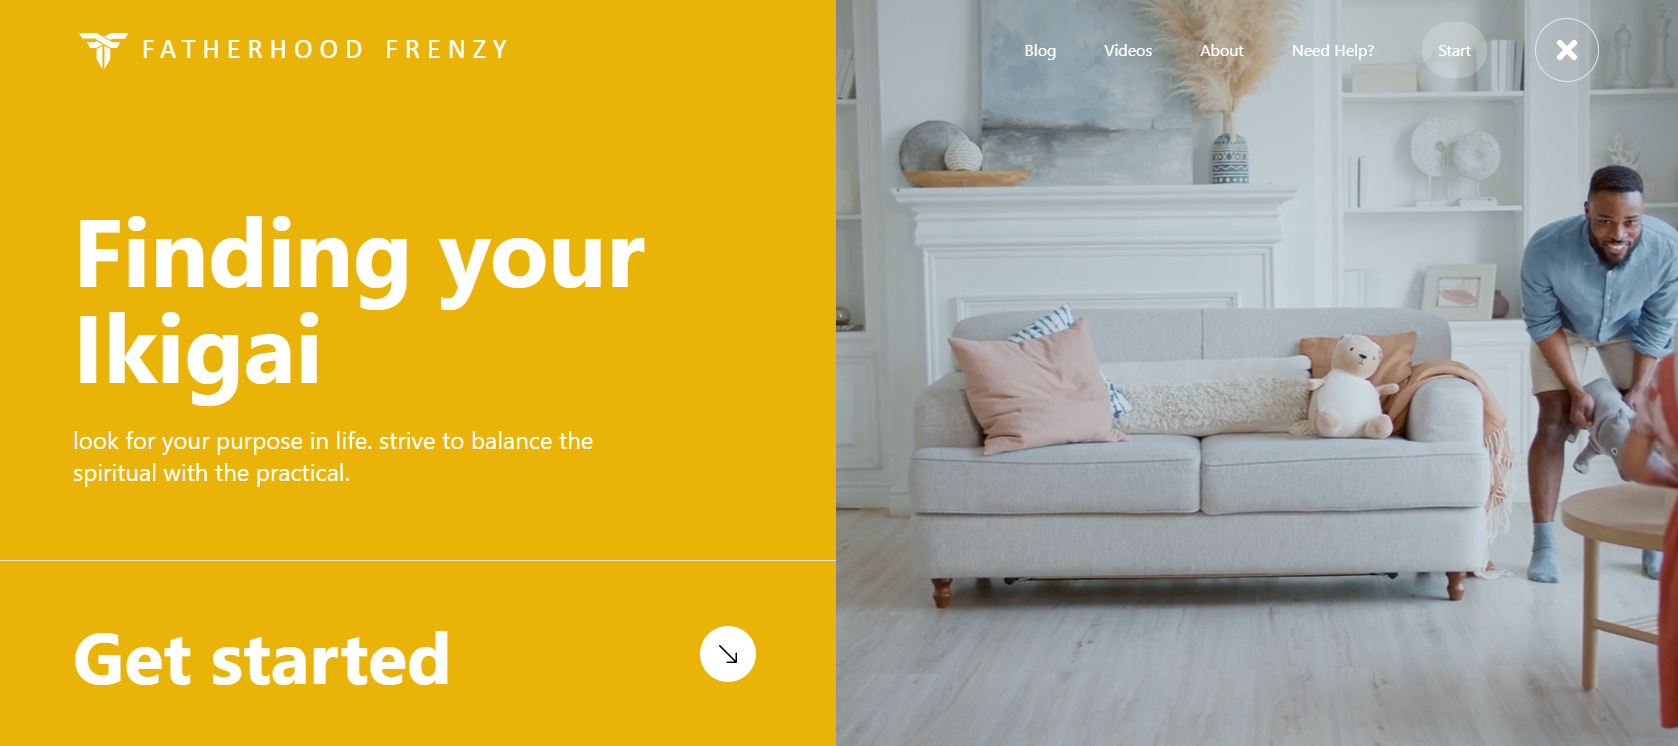 FATHERHOOD FRENZY
Blog Videos About Need Help? Start
Finding your
Ikigai
look for your purpose in life. strive to balance the
spiritual with the practical.
Get started